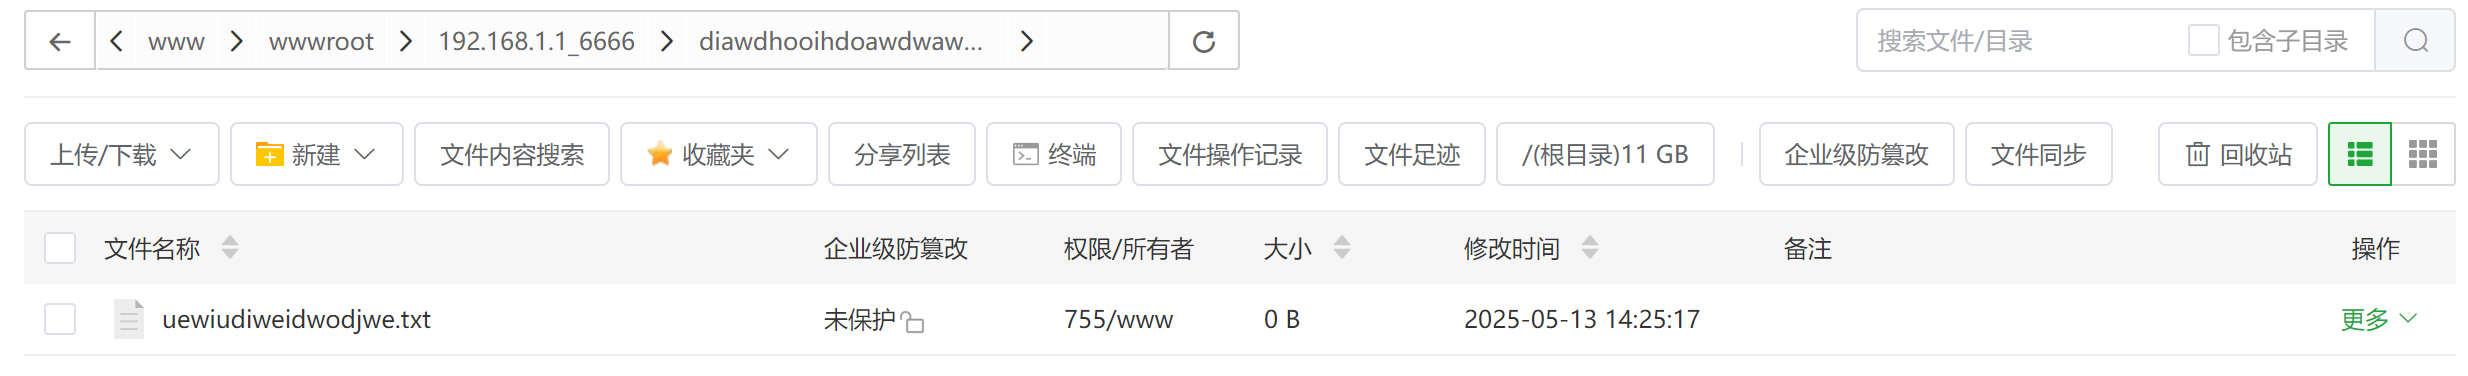 www wwwroot 192.168.1.1_6666 diawdhooihdoawdwaw... 搜索文件/目录 包含子目录
上传/下载 新建 文件内容搜索 收藏夹 分享列表 终端 文件操作记录 文件足迹 /(根目录)11 GB 企业级防篡改 文件同步 回收站
文件名称 企业级防篡改 权限/所有者 大小 修改时间 备注 操作
uewiudiweidwodjwe.txt 未保护 755/www 0 B 2025-05-13 14:25:17 更多